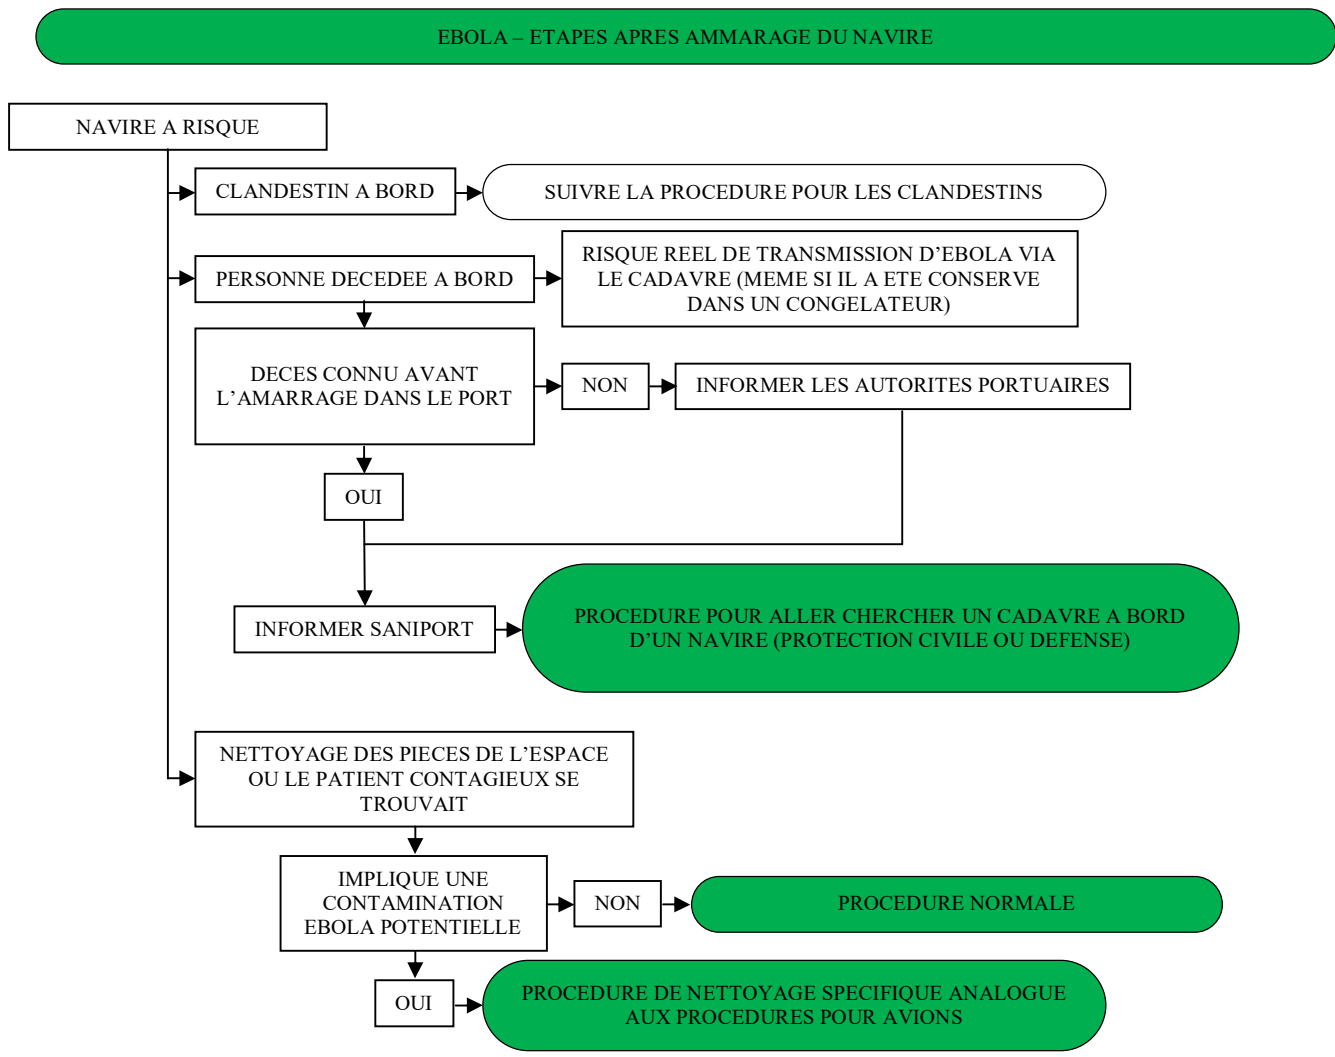 EBOLA – ETAPES APRES AMMARAGE DU NAVIRE
NAVIRE A RISQUE
CLANDESTIN A BORD
SUIVRE LA PROCEDURE POUR LES CLANDESTINS
PERSONNE DECEDEE A BORD
RISQUE REEL DE TRANSMISSION D’EBOLA VIA
LE CADAVRE (MEME SI IL A ETE CONSERVE
DANS UN CONGELATEUR)
DECES CONNU AVANT
L’AMARRAGE DANS LE PORT
NON
INFORMER LES AUTORITES PORTUAIRES
OUI
INFORMER SANIPORT
PROCEDURE POUR ALLER CHERCHER UN CADAVRE A BORD
D’UN NAVIRE (PROTECTION CIVILE OU DEFENSE)
NETTOYAGE DES PIECES DE L’ESPACE
OU LE PATIENT CONTAGIEUX SE
TROUVAIT
IMPLIQUE UNE
CONTAMINATION
EBOLA POTENTIELLE
NON
PROCEDURE NORMALE
OUI
PROCEDURE DE NETTOYAGE SPECIFIQUE ANALOGUE
AUX PROCEDURES POUR AVIONS